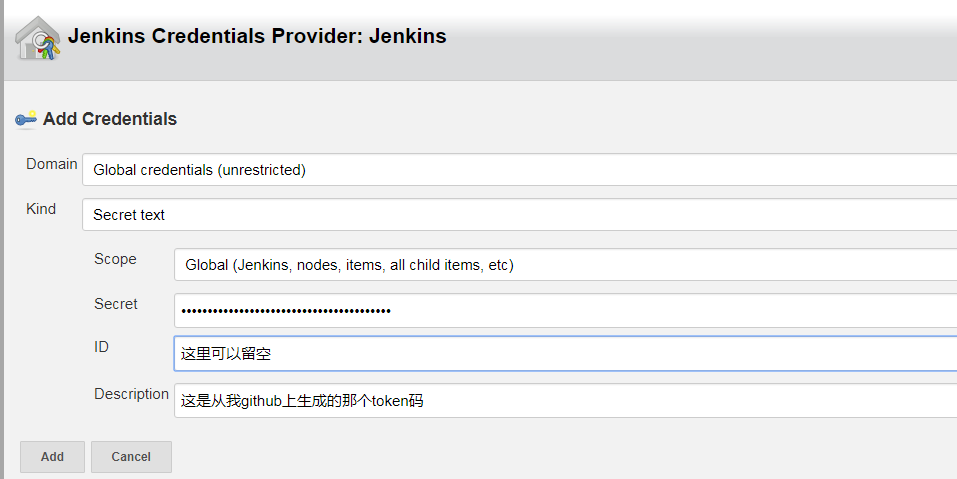 Jenkins Credentials Provider: Jenkins
Add Credentials
Domain Global credentials (unrestricted)
Kind Secret text
Scope Global (Jenkins, nodes, items, all child items, etc)
Secret ••••••••••••••••••••••••••••••••••••••••
ID 这里可以留空
Description 这是从我github上生成的那个token码
Add Cancel